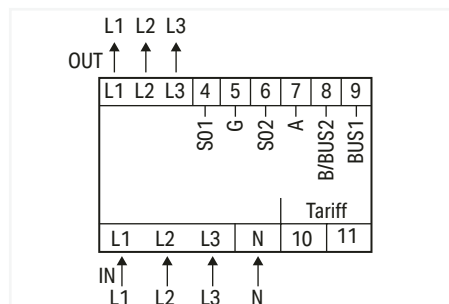 L1 L2 L3
OUT
L1 L2 L3 4 5 6 7 8 9
S01 G S02 A B/BUS2 BUS1
Tariff
L1 L2 L3 N 10 11
IN
L1 L2 L3 N